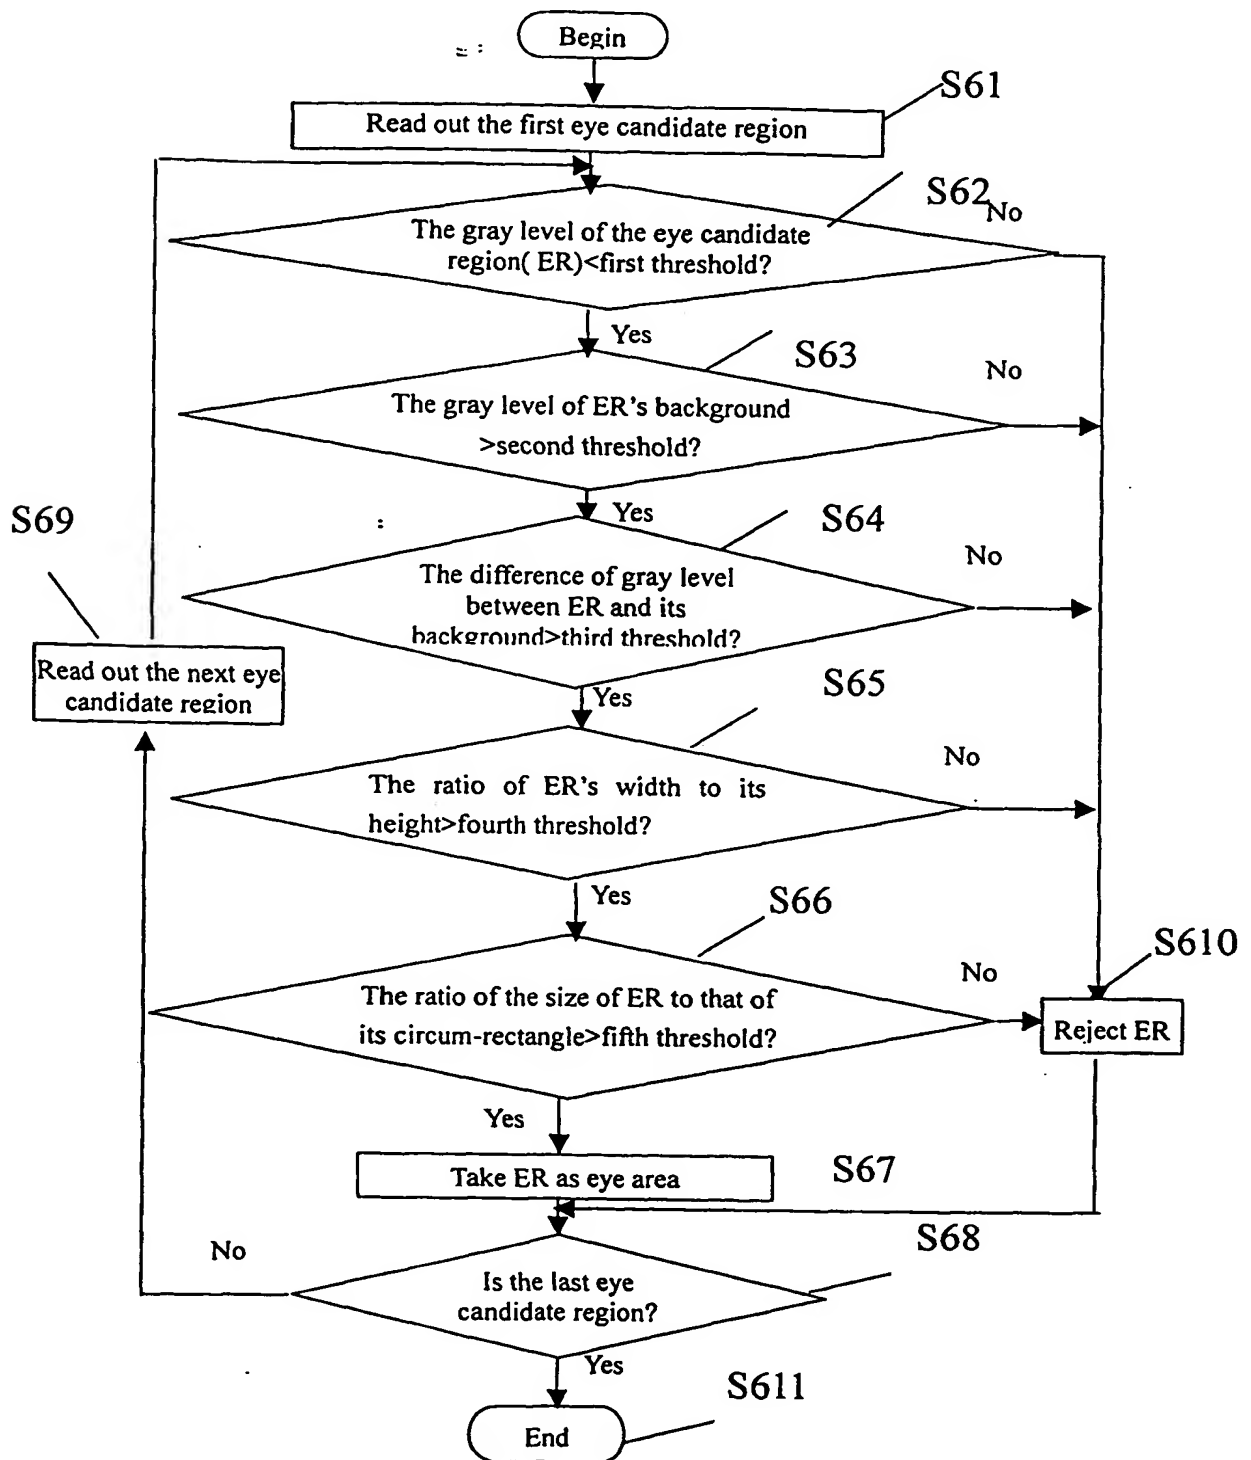 Begin
S61
Read out the first eye candidate region
S62
No
The gray level of the eye candidate
region( ER)<first threshold?
Yes
S63
No
The gray level of ER's background
>second threshold?
Yes
S69
S64
No
The difference of gray level
between ER and its
background>third threshold?
Read out the next eye
candidate region
Yes
S65
No
The ratio of ER's width to its
height>fourth threshold?
Yes
S66
S610
No
The ratio of the size of ER to that of
its circum-rectangle>fifth threshold?
Reject ER
Yes
Take ER as eye area
S67
S68
No
Is the last eye
candidate region?
Yes
S611
End